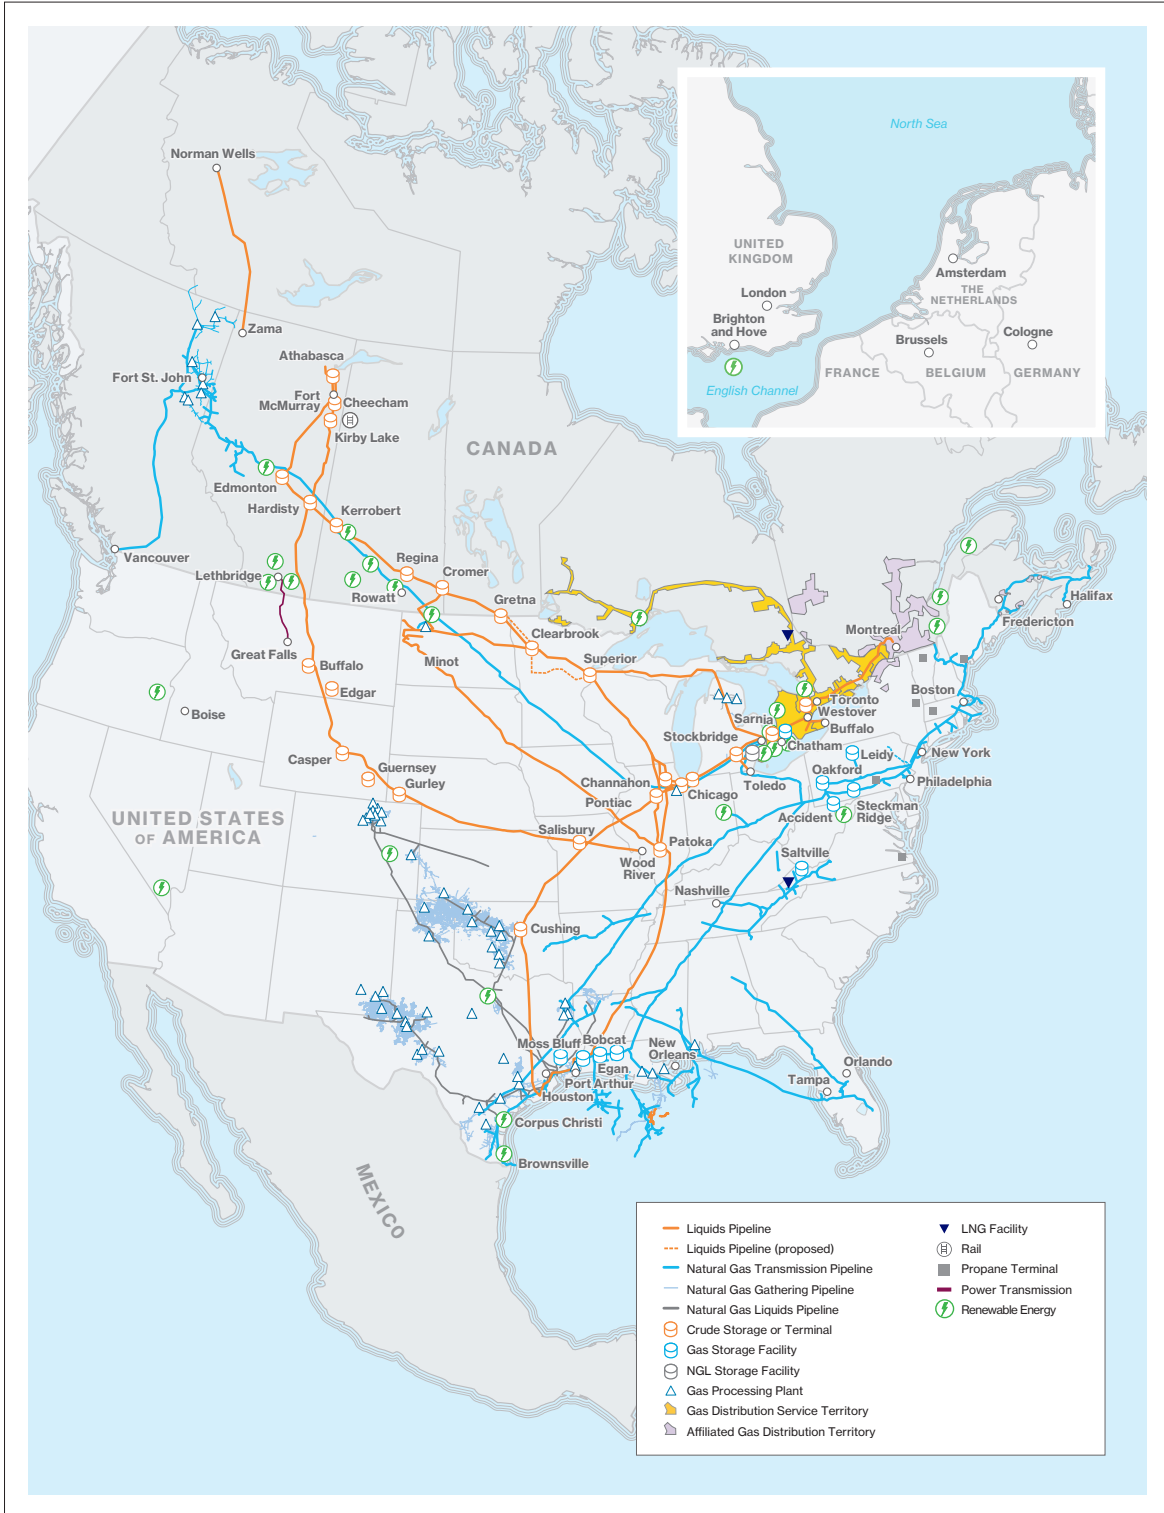 North Sea
Norman Wells
UNITED
KINGDOM
Amsterdam
THE
NETHERLANDS
London
Brighton
and Hove
Zama
Cologne
Brussels
Athabasca
FRANCE
BELGIUM
GERMANY
Fort St. John
English Channel
Fort
McMurray
Cheecham
Kirby Lake
CANADA
Edmonton
Hardisty
Kerrobert
Vancouver
Regina
Cromer
Lethbridge
Rowatt
Gretna
Halifax
Fredericton
Clearbrook
Montreal
Great Falls
Minot
Superior
Buffalo
Edgar
Boston
Toronto
Westover
Boise
Sarnia
Buffalo
Stockbridge
Chatham
Leidy
New York
Casper
Guernsey
Gurley
Channahon
Toledo
Oakford
Philadelphia
Chicago
Pontiac
Steckman
Ridge
Accident
UNITED STATES
OF AMERICA
Salisbury
Patoka
Wood
River
Saltville
Nashville
Cushing
Moss Bluff
Bobcat
New
Orleans
Egan
Port Arthur
Houston
Orlando
Tampa
Corpus Christi
Brownsville
MEXICO
Liquids Pipeline
Liquids Pipeline (proposed)
Natural Gas Transmission Pipeline
Natural Gas Gathering Pipeline
Natural Gas Liquids Pipeline
Crude Storage or Terminal
Gas Storage Facility
NGL Storage Facility
Gas Processing Plant
Gas Distribution Service Territory
Affiliated Gas Distribution Territory
LNG Facility
Rail
Propane Terminal
Power Transmission
Renewable Energy